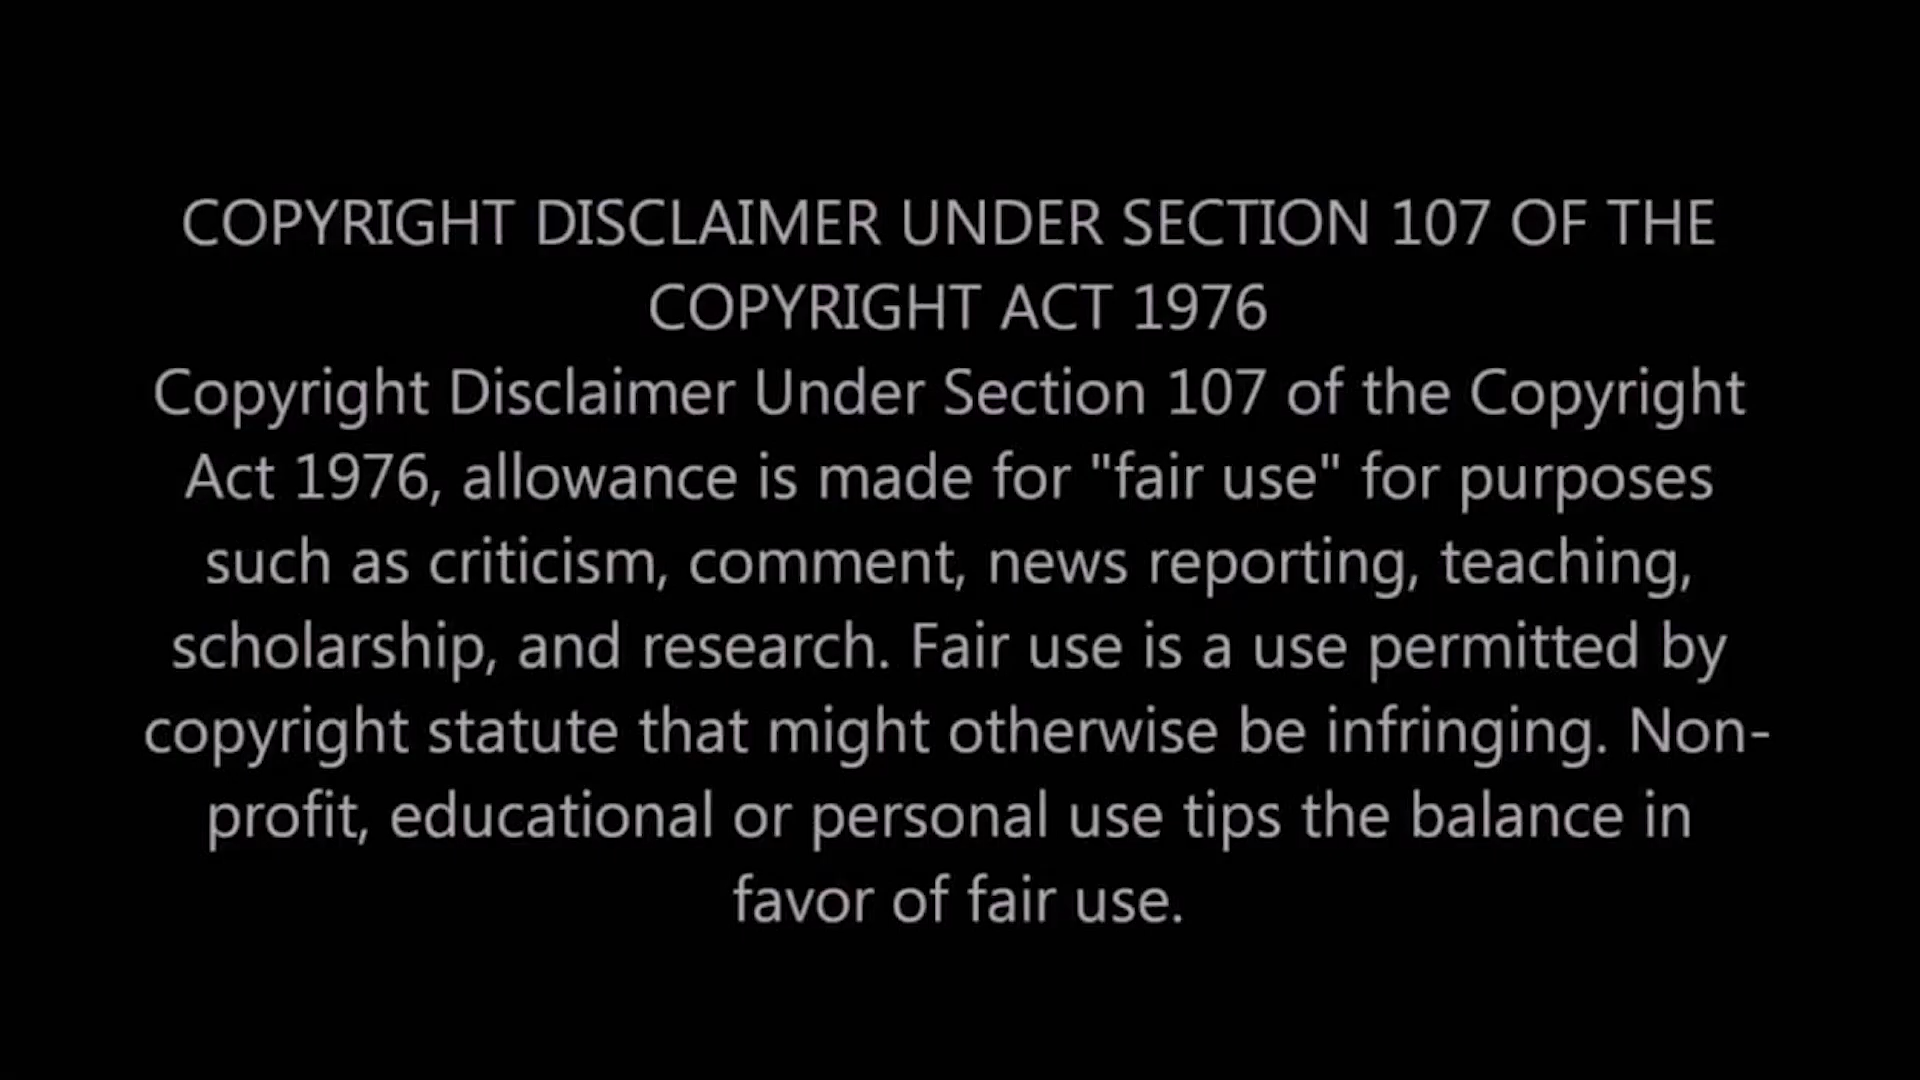 COPYRIGHT DISCLAIMER UNDER SECTION 107 OF THE
COPYRIGHT ACT 1976
Copyright Disclaimer Under Section 107 of the Copyright
Act 1976, allowance is made for "fair use" for purposes
such as criticism, comment, news reporting, teaching,
scholarship, and research. Fair use is a use permitted by
copyright statute that might otherwise be infringing. Non-
profit, educational or personal use tips the balance in
favor of fair use.